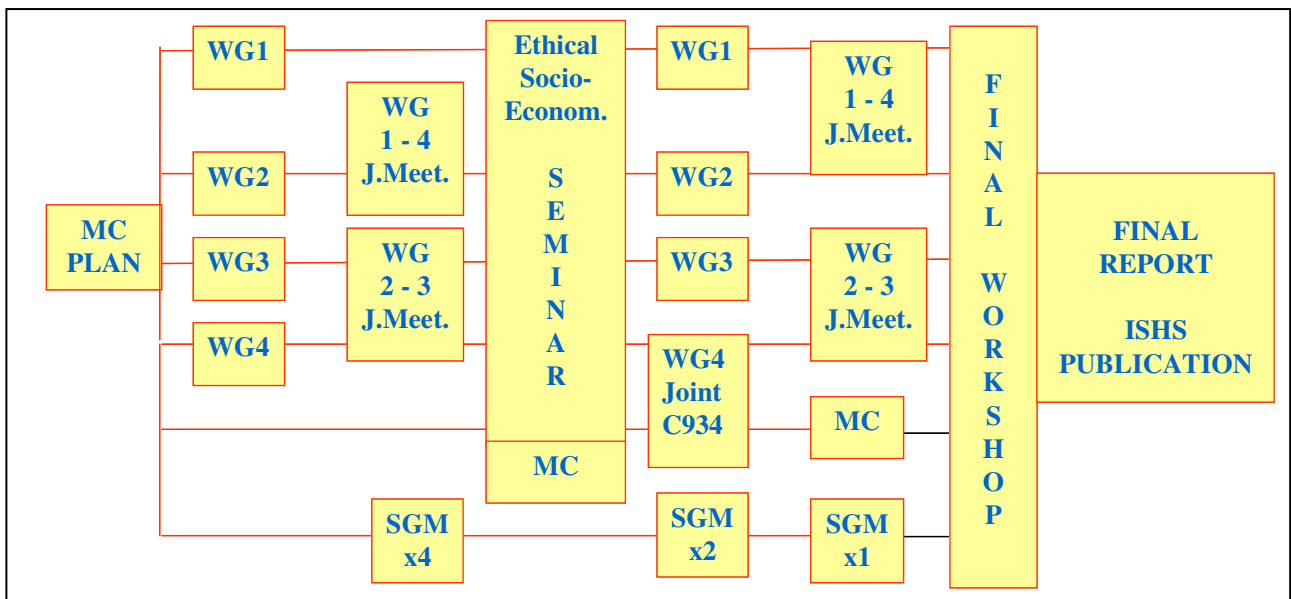 MC
PLAN
WG1
WG2
WG3
WG4
WG
1 - 4
J.Meet.
WG
2 - 3
J.Meet.
SGM
x4
Ethical
Socio-
Econom.
S
E
M
I
N
A
R
MC
WG1
WG2
WG3
WG4
Joint
C934
SGM
x2
WG
1 - 4
J.Meet.
WG
2 - 3
J.Meet.
MC
SGM
x1
F
I
N
A
L
W
O
R
K
S
H
O
P
FINAL
REPORT
ISHS
PUBLICATION